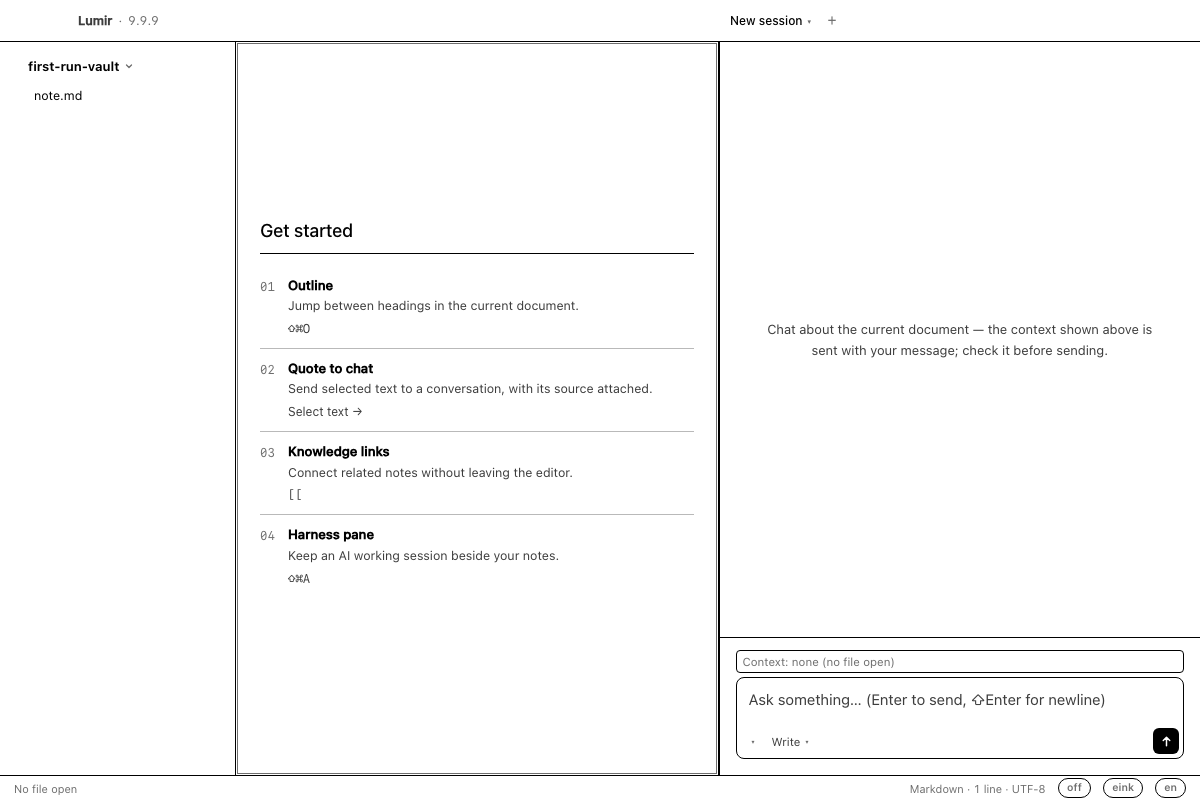 Lumir · 9.9.9
New session
+
first-run-vault
note.md
Get started
01 Outline
Jump between headings in the current document.
⇧⌘O
02 Quote to chat
Send selected text to a conversation, with its source attached.
Select text →
03 Knowledge links
Connect related notes without leaving the editor.
[[
04 Harness pane
Keep an AI working session beside your notes.
⇧⌘A
Chat about the current document — the context shown above is
sent with your message; check it before sending.
Context: none (no file open)
Ask something... (Enter to send, ⇧Enter for newline)
Write
No file open
Markdown · 1 line · UTF-8
off
eink
en